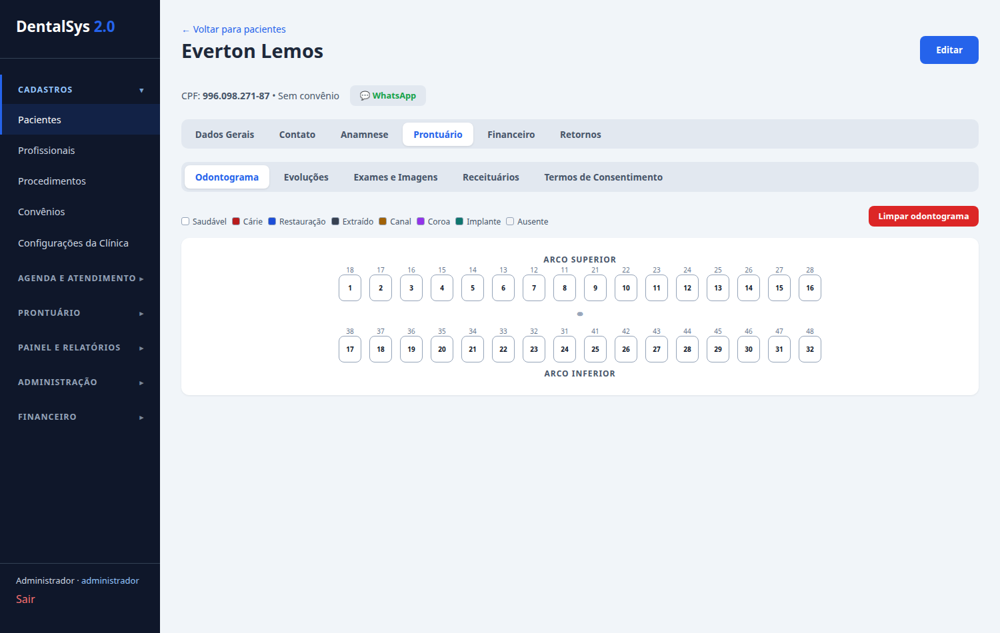 DentalSys 2.0
CADASTROS ▾
Pacientes
Profissionais
Procedimentos
Convênios
Configurações da Clínica
AGENDA E ATENDIMENTO ▸
PRONTUÁRIO ▸
PAINEL E RELATÓRIOS ▸
ADMINISTRAÇÃO ▸
FINANCEIRO ▸
Administrador · administrador
Sair
← Voltar para pacientes
Everton Lemos
Editar
CPF: 996.098.271-87 • Sem convênio 💬 WhatsApp
Dados Gerais Contato Anamnese Prontuário Financeiro Retornos
Odontograma Evoluções Exames e Imagens Receituários Termos de Consentimento
Saudável Cárie Restauração Extraído Canal Coroa Implante Ausente
Limpar odontograma
ARCO SUPERIOR
18 17 16 15 14 13 12 11 21 22 23 24 25 26 27 28
1 2 3 4 5 6 7 8 9 10 11 12 13 14 15 16
38 37 36 35 34 33 32 31 41 42 43 44 45 46 47 48
17 18 19 20 21 22 23 24 25 26 27 28 29 30 31 32
ARCO INFERIOR